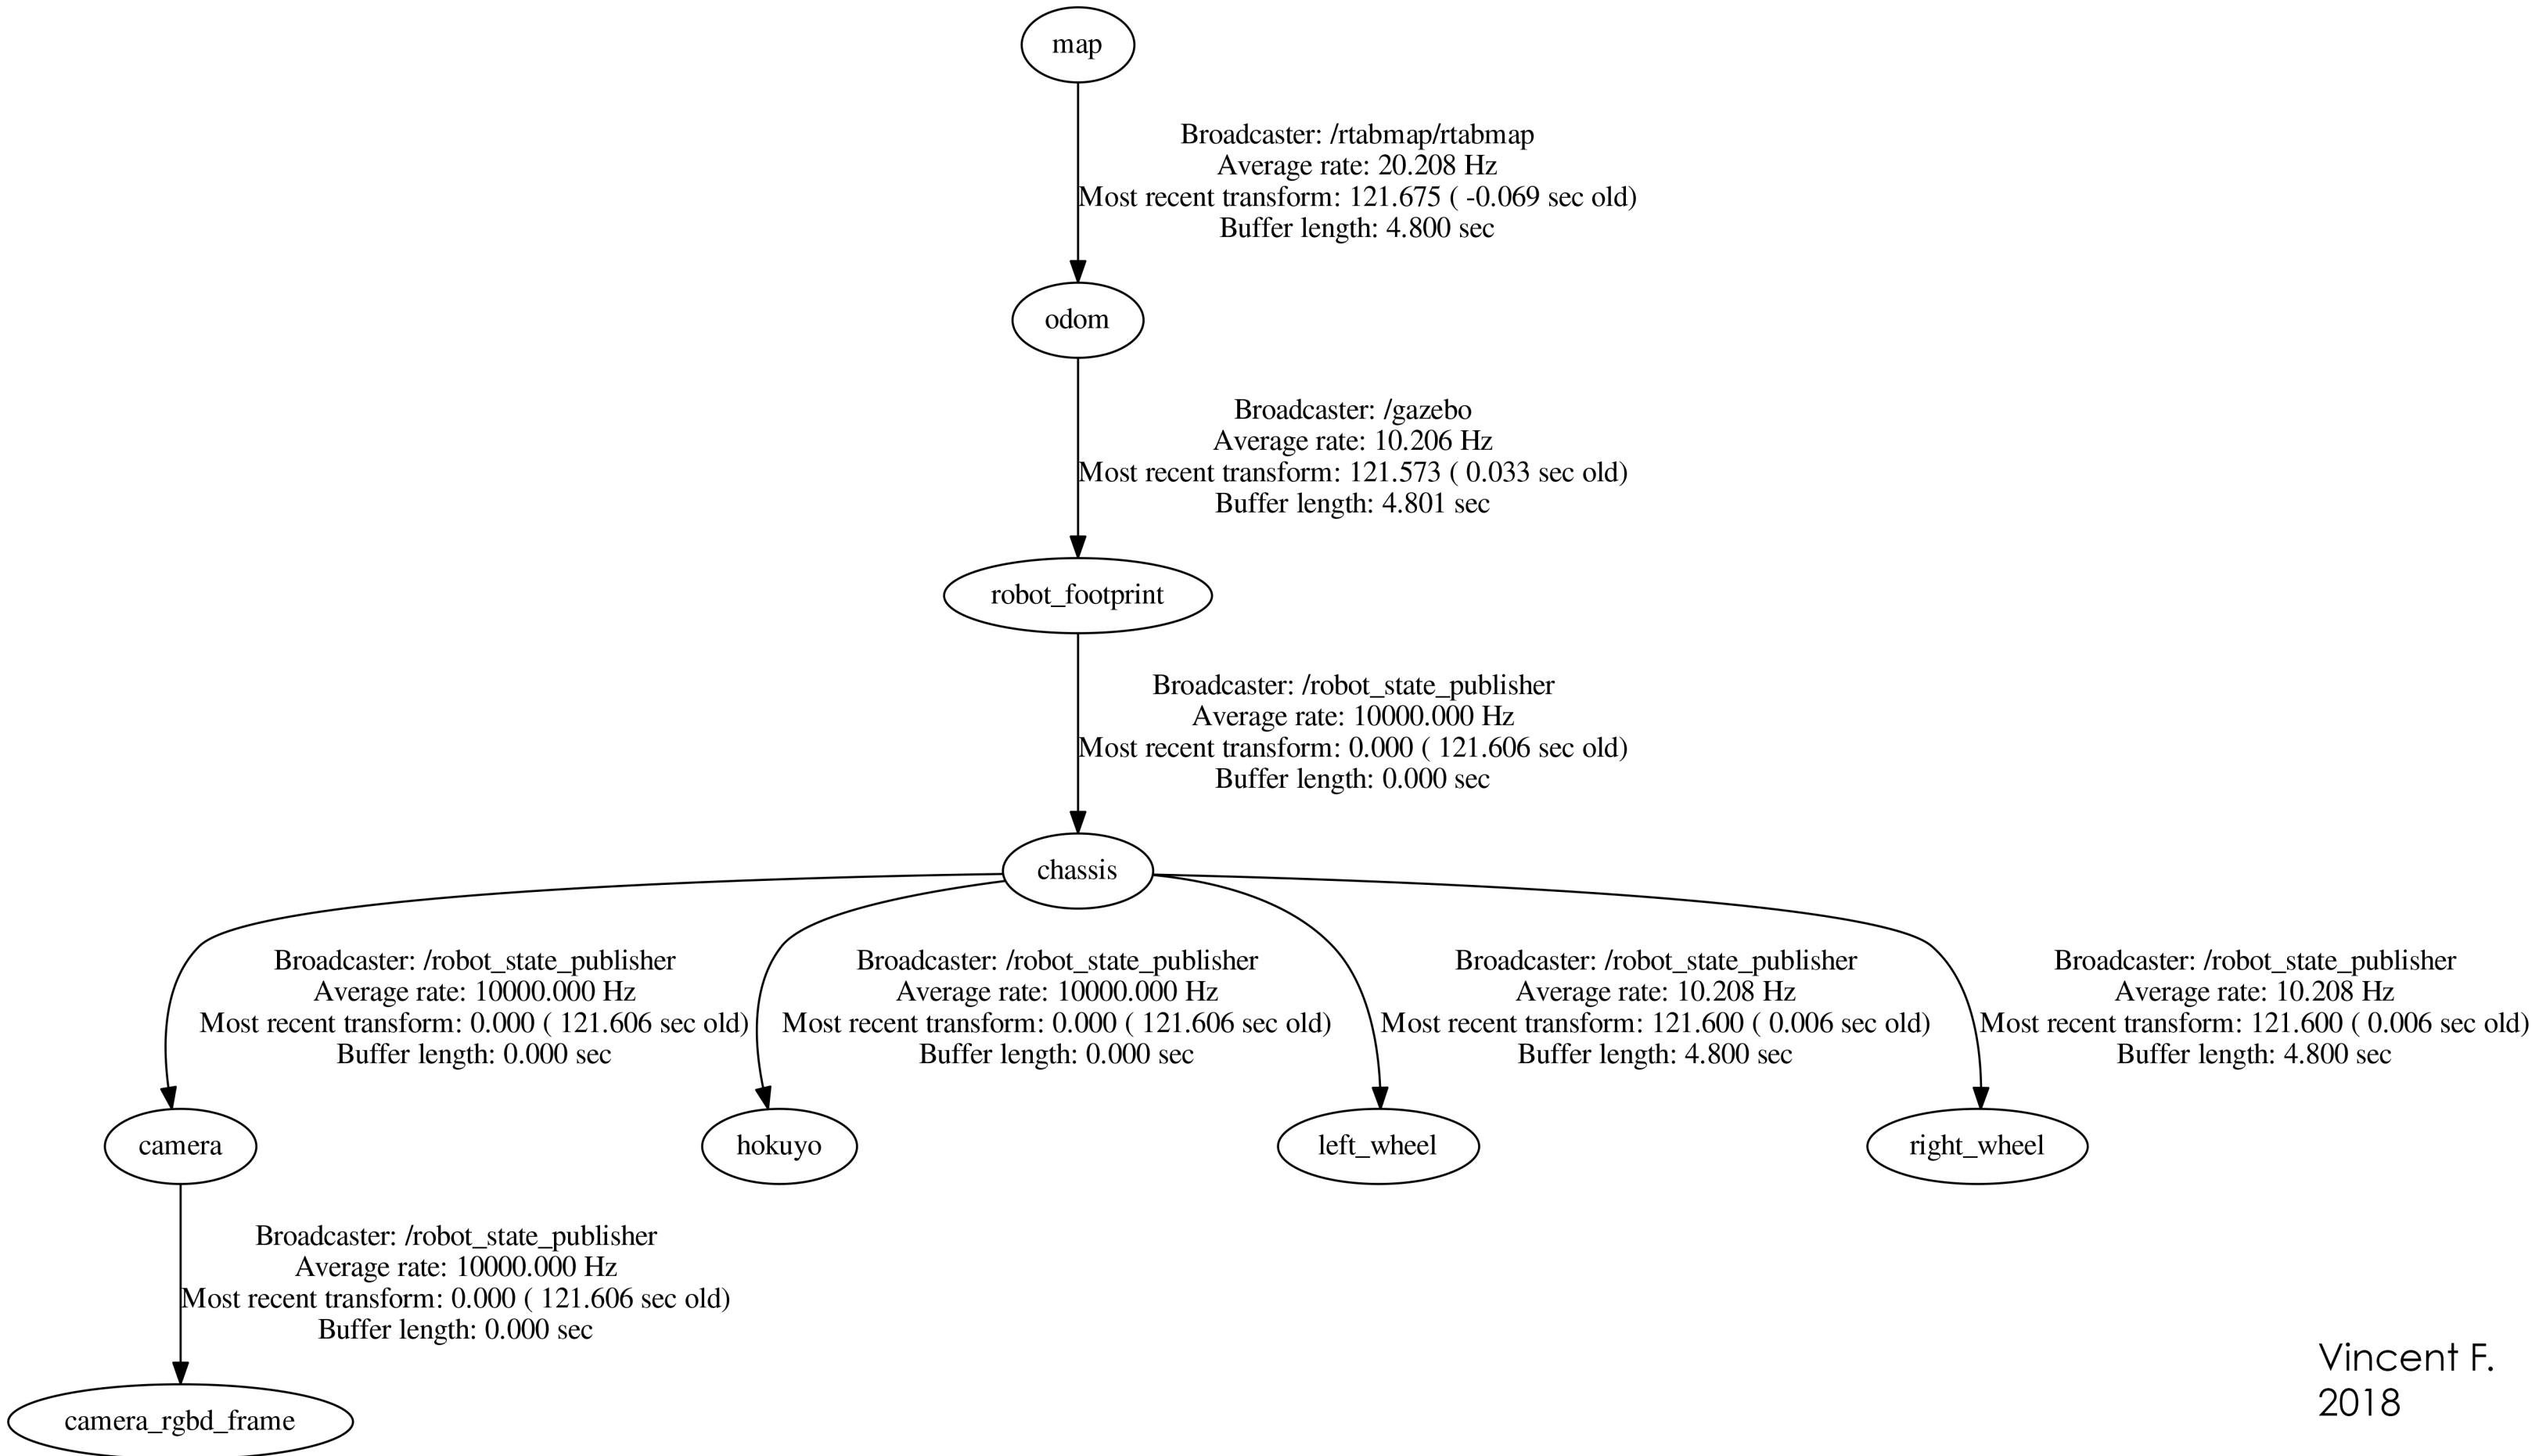 map
Broadcaster: /rtabmap/rtabmap
Average rate: 20.208 Hz
Most recent transform: 121.675 ( -0.069 sec old)
Buffer length: 4.800 sec
odom
Broadcaster: /gazebo
Average rate: 10.206 Hz
Most recent transform: 121.573 ( 0.033 sec old)
Buffer length: 4.801 sec
robot_footprint
Broadcaster: /robot_state_publisher
Average rate: 10000.000 Hz
Most recent transform: 0.000 ( 121.606 sec old)
Buffer length: 0.000 sec
chassis
Broadcaster: /robot_state_publisher
Average rate: 10000.000 Hz
Most recent transform: 0.000 ( 121.606 sec old)
Buffer length: 0.000 sec
Broadcaster: /robot_state_publisher
Average rate: 10000.000 Hz
Most recent transform: 0.000 ( 121.606 sec old)
Buffer length: 0.000 sec
Broadcaster: /robot_state_publisher
Average rate: 10.208 Hz
Most recent transform: 121.600 ( 0.006 sec old)
Buffer length: 4.800 sec
Broadcaster: /robot_state_publisher
Average rate: 10.208 Hz
Most recent transform: 121.600 ( 0.006 sec old)
Buffer length: 4.800 sec
camera
hokuyo
left_wheel
right_wheel
Broadcaster: /robot_state_publisher
Average rate: 10000.000 Hz
Most recent transform: 0.000 ( 121.606 sec old)
Buffer length: 0.000 sec
camera_rgbd_frame
Vincent F.
2018